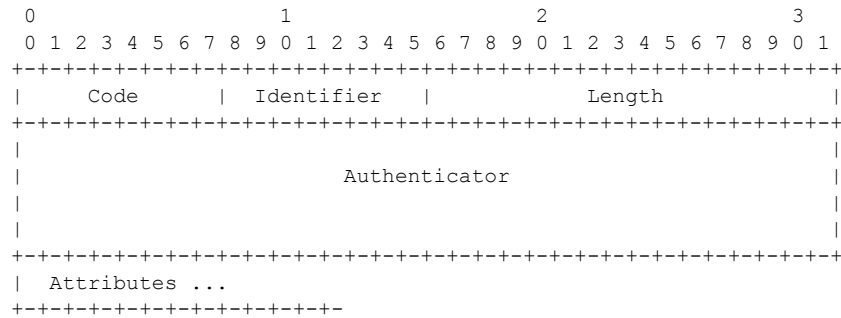 0                   1                   2                   3
 0 1 2 3 4 5 6 7 8 9 0 1 2 3 4 5 6 7 8 9 0 1 2 3 4 5 6 7 8 9 0 1
+-+-+-+-+-+-+-+-+-+-+-+-+-+-+-+-+-+-+-+-+-+-+-+-+-+-+-+-+-+-+-+-+
|     Code      |  Identifier   |            Length             |
+-+-+-+-+-+-+-+-+-+-+-+-+-+-+-+-+-+-+-+-+-+-+-+-+-+-+-+-+-+-+-+-+
|                                                               |
|                         Authenticator                         |
|                                                               |
|                                                               |
+-+-+-+-+-+-+-+-+-+-+-+-+-+-+-+-+-+-+-+-+-+-+-+-+-+-+-+-+-+-+-+-+
|  Attributes ...
+-+-+-+-+-+-+-+-+-+-+-+-+-